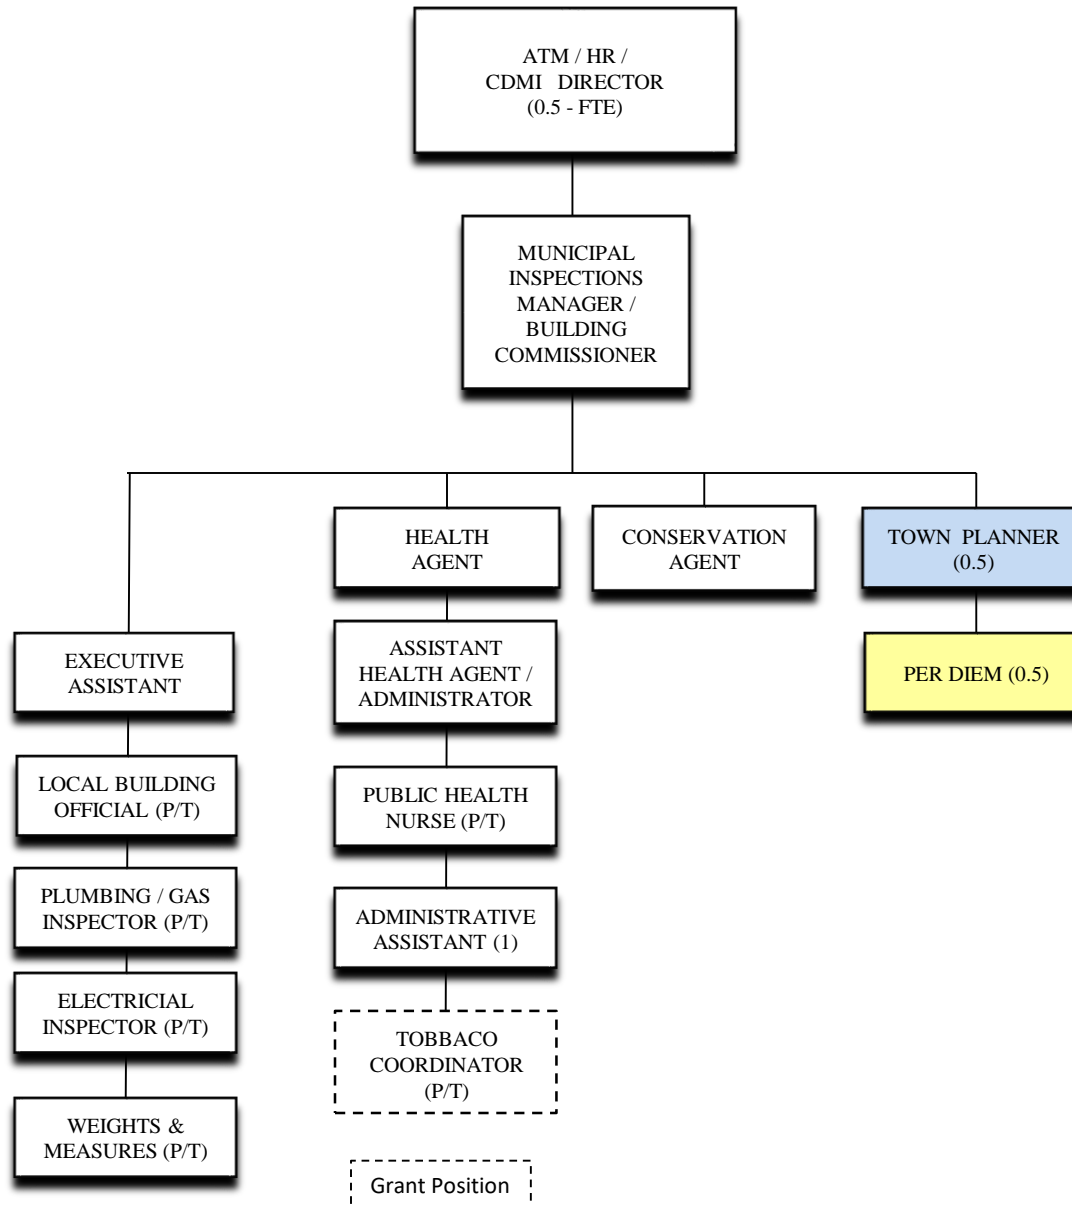 ATM / HR /
CDMI DIRECTOR
(0.5 - FTE)
MUNICIPAL
INSPECTIONS
MANAGER /
BUILDING
COMMISSIONER
HEALTH
AGENT
CONSERVATION
AGENT
TOWN PLANNER
(0.5)
EXECUTIVE
ASSISTANT
ASSISTANT
HEALTH AGENT /
ADMINISTRATOR
PER DIEM (0.5)
LOCAL BUILDING
OFFICIAL (P/T)
PUBLIC HEALTH
NURSE (P/T)
PLUMBING / GAS
INSPECTOR (P/T)
ADMINISTRATIVE
ASSISTANT (1)
ELECTRICIAL
INSPECTOR (P/T)
TOBBACO
COORDINATOR
(P/T)
WEIGHTS &
MEASURES (P/T)
Grant Position